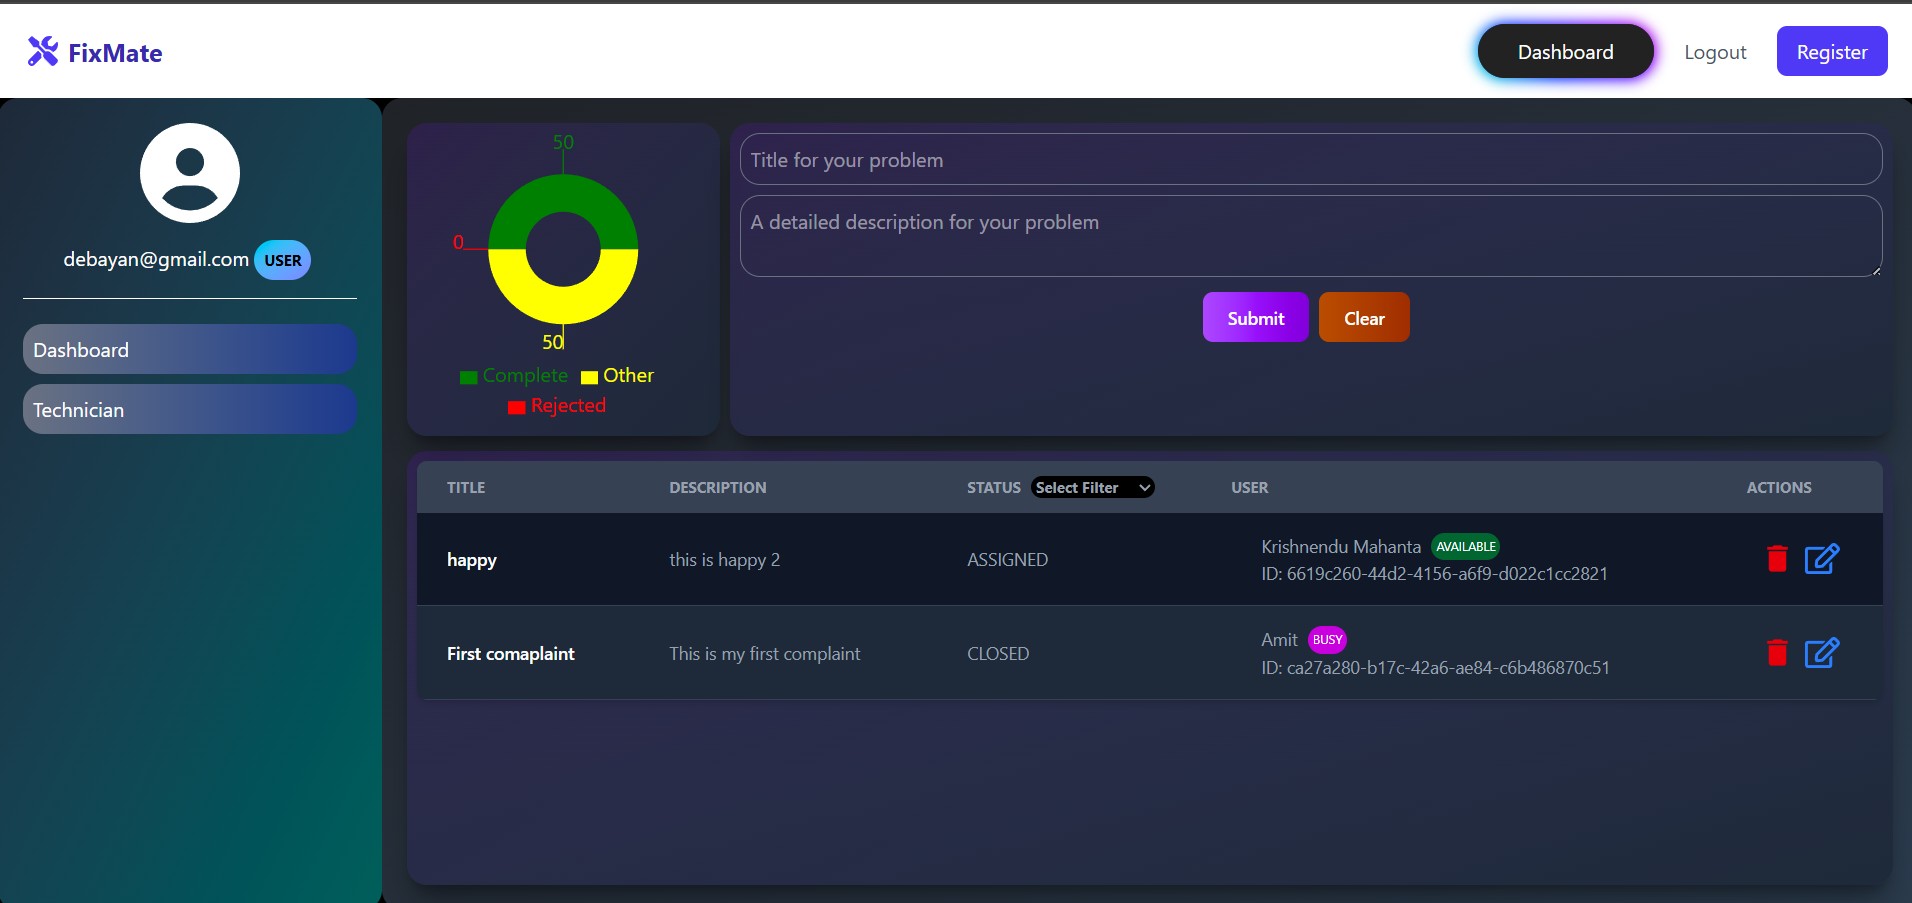 FixMate
Dashboard
Logout
Register
debayan@gmail.com USER
Dashboard
Technician
50
0
50
Complete Other
Rejected
Title for your problem
A detailed description for your problem
Submit Clear
TITLE DESCRIPTION STATUS Select Filter USER ACTIONS
happy this is happy 2 ASSIGNED Krishnendu Mahanta AVAILABLE
ID: 6619c260-44d2-4156-a6f9-d022c1cc2821
First comaplaint This is my first complaint CLOSED Amit BUSY
ID: ca27a280-b17c-42a6-ae84-c6b486870c51